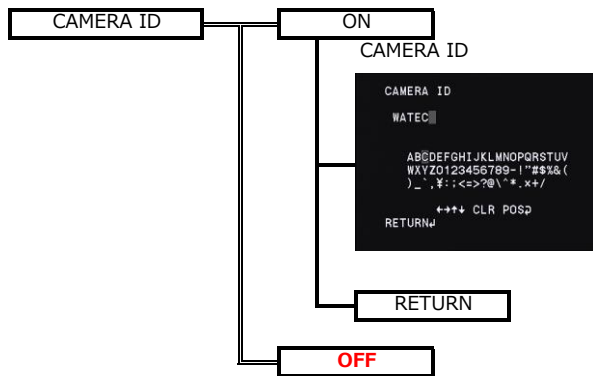 CAMERA ID
ON
CAMERA ID
CAMERA ID
WATEC
ABCDEFGHIJKLMNOPQRSTUV
WXYZ0123456789-!"#$%&(
)_`,¥:;<=>?@\^*.×+/
←→↑↓ CLR POS⊋
RETURN↲
RETURN
OFF